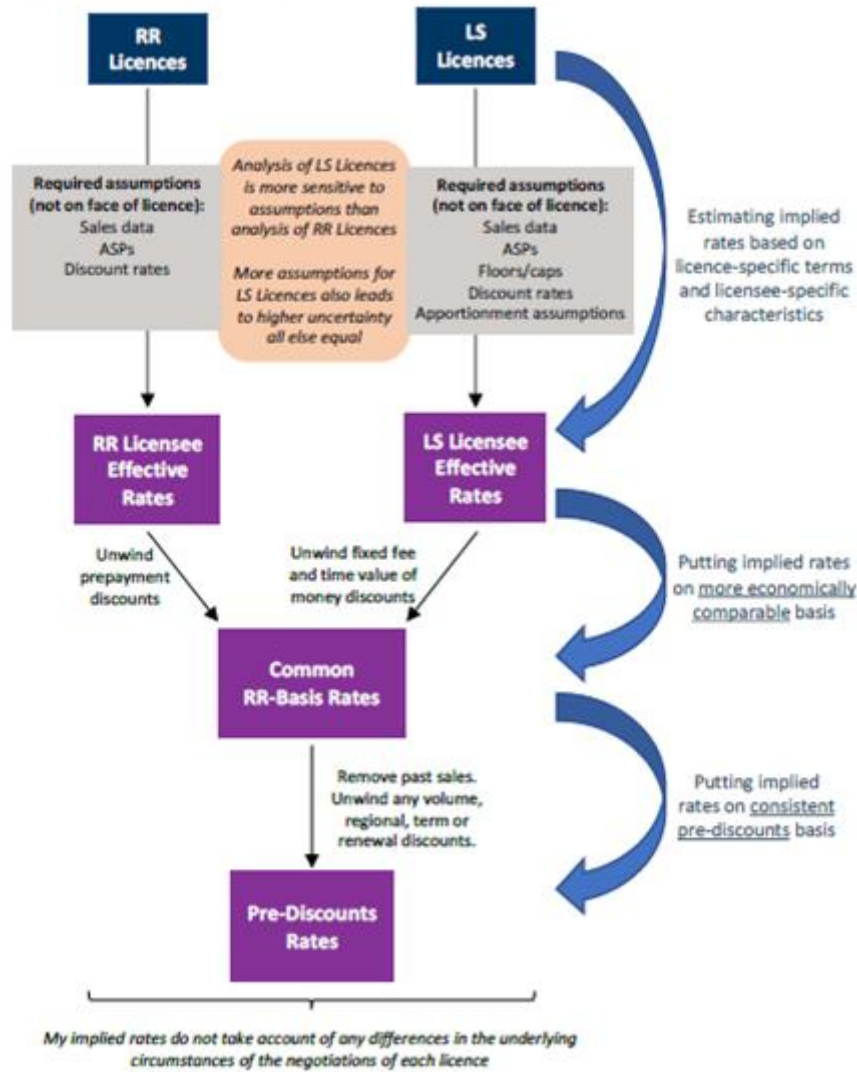 RR
Licences
LS
Licences
Required assumptions
(not on face of licence):
Sales data
ASPs
Discount rates
Analysis of LS Licences
is more sensitive to
assumptions than
analysis of RR Licences
More assumptions for
LS Licences also leads
to higher uncertainty
all else equal
Required assumptions
(not on face of licence):
Sales data
ASPs
Floors/caps
Discount rates
Apportionment assumptions
Estimating implied
rates based on
licence-specific terms
and licensee-specific
characteristics
RR Licensee
Effective
Rates
LS Licensee
Effective
Rates
Unwind
prepayment
discounts
Unwind fixed fee
and time value of
money discounts
Putting implied rates
on more economically
comparable basis
Common
RR-Basis Rates
Remove past sales.
Unwind any volume,
regional, term or
renewal discounts.
Putting implied
rates on consistent
pre-discounts basis
Pre-Discounts
Rates
My implied rates do not take account of any differences in the underlying
circumstances of the negotiations of each licence